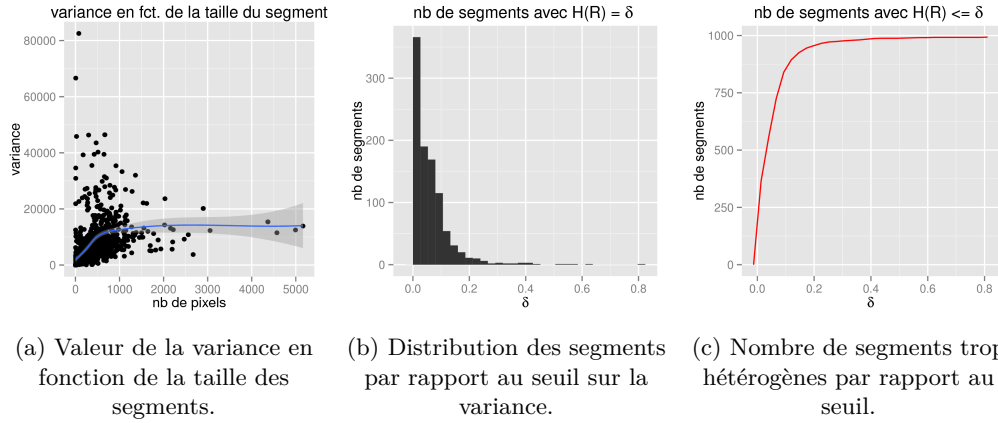 variance en fct. de la taille du segment
80000
60000
40000
20000
0
variance
0 1000 2000 3000 4000 5000
nb de pixels
(a) Valeur de la variance en
fonction de la taille des
segments.
nb de segments avec H(R) = δ
300
200
100
0
nb de segments
0.0 0.2 0.4 0.6 0.8
δ
(b) Distribution des segments
par rapport au seuil sur la
variance.
nb de segments avec H(R) <= δ
1000
750
500
250
0
nb de segments
0.0 0.2 0.4 0.6 0.8
δ
(c) Nombre de segments trop
hétérogènes par rapport au
seuil.